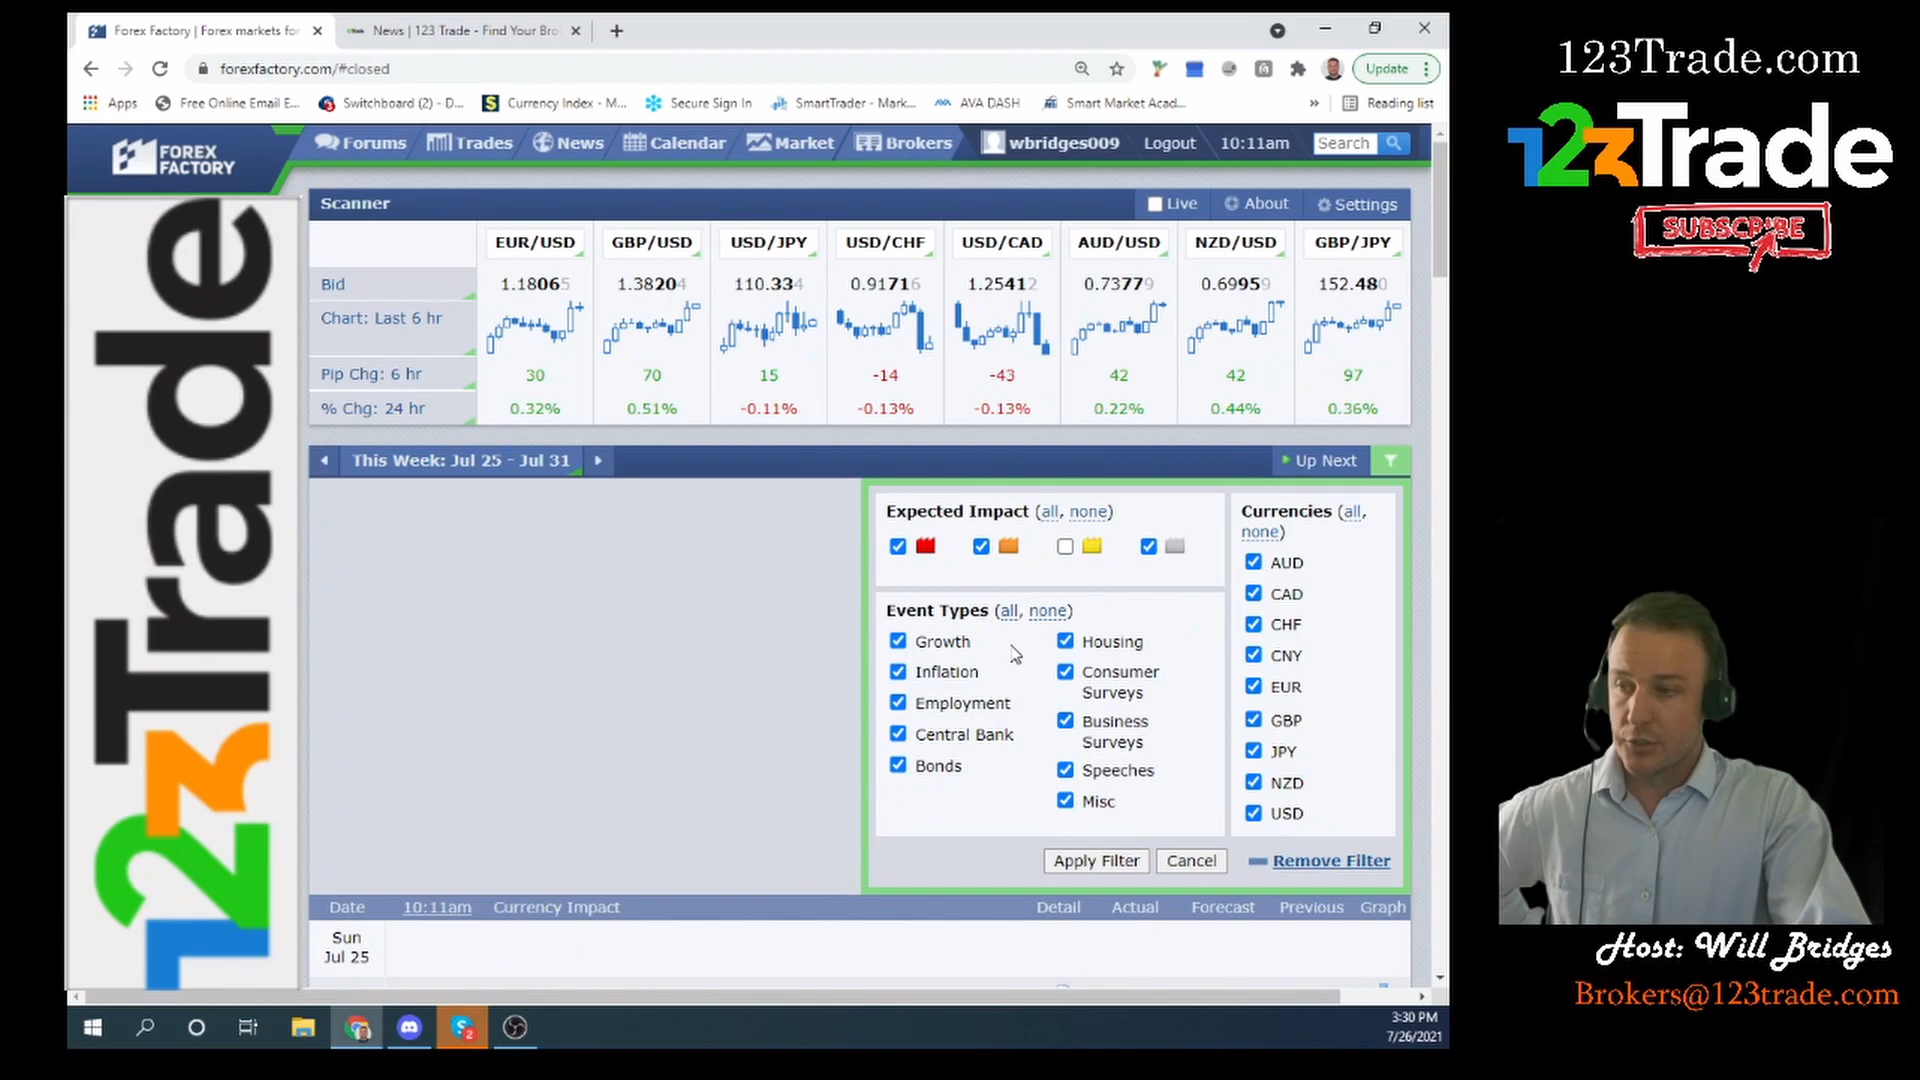 Forex Factory | Forex markets for
News | 123 Trade - Find Your Bro
forexfactory.com/#closed
Update
Apps
Free Online Email E...
Switchboard (2) - D...
Currency Index - M...
Secure Sign In
SmartTrader - Mark...
AVA DASH
Smart Market Acad...
»
Reading list
FOREX
FACTORY
Forums
Trades
News
Calendar
Market
Brokers
wbridges009
Logout
10:11am
Search
Scanner
Live
About
Settings
EUR/USD GBP/USD USD/JPY USD/CHF USD/CAD AUD/USD NZD/USD GBP/JPY
Bid 1.18065 1.38204 110.334 0.91716 1.25412 0.73779 0.69959 152.480
Chart: Last 6 hr
Pip Chg: 6 hr 30 70 15 -14 -43 42 42 97
% Chg: 24 hr 0.32% 0.51% -0.11% -0.13% -0.13% 0.22% 0.44% 0.36%
This Week: Jul 25 - Jul 31
Up Next
Expected Impact (all, none)
Event Types (all, none)
Growth
Inflation
Employment
Central Bank
Bonds
Housing
Consumer
Surveys
Business
Surveys
Speeches
Misc
Currencies (all,
none)
AUD
CAD
CHF
CNY
EUR
GBP
JPY
NZD
USD
Apply Filter
Cancel
Remove Filter
Date 10:11am Currency Impact Detail Actual Forecast Previous Graph
Sun
Jul 25
2
3:30 PM
7/26/2021
123Trade
123Trade.com
123Trade
SUBSCRIBE
Host: Will Bridges
Brokers@123trade.com